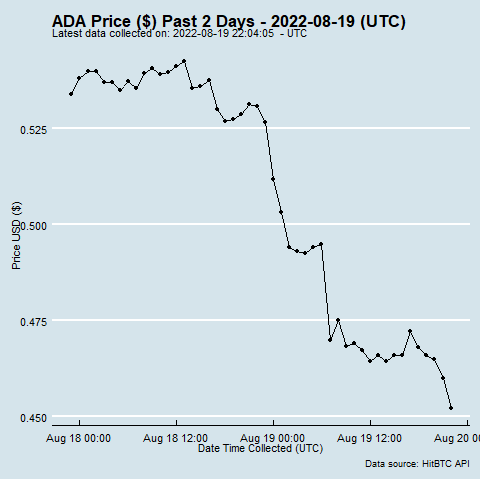 ADA Price ($) Past 2 Days - 2022-08-19 (UTC)
Latest data collected on: 2022-08-19 22:04:05 - UTC
Price USD ($)
0.525
0.500
0.475
0.450
Aug 18 00:00 Aug 18 12:00 Aug 19 00:00 Aug 19 12:00 Aug 20 00
Date Time Collected (UTC)
Data source: HitBTC API